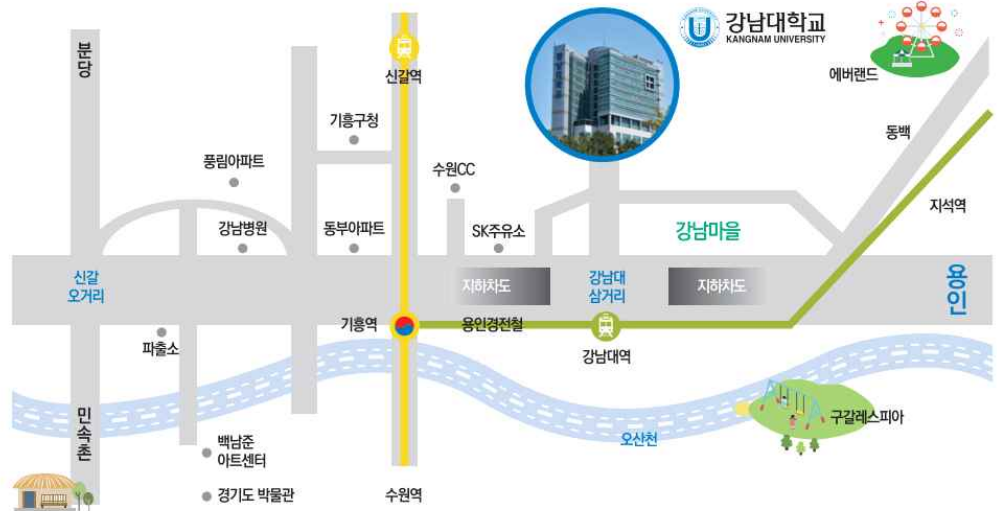 분당
신갈역
강남대학교
KANGNAM UNIVERSITY
에버랜드
기흥구청
동백
풍림아파트
수원CC
지석역
강남병원
동부아파트
SK주유소
강남마을
신갈
오거리
지하차도
강남대
삼거리
지하차도
용인
기흥역
용인경전철
파출소
강남대역
민속촌
구갈레스피아
백남준
아트센터
오산천
경기도 박물관
수원역